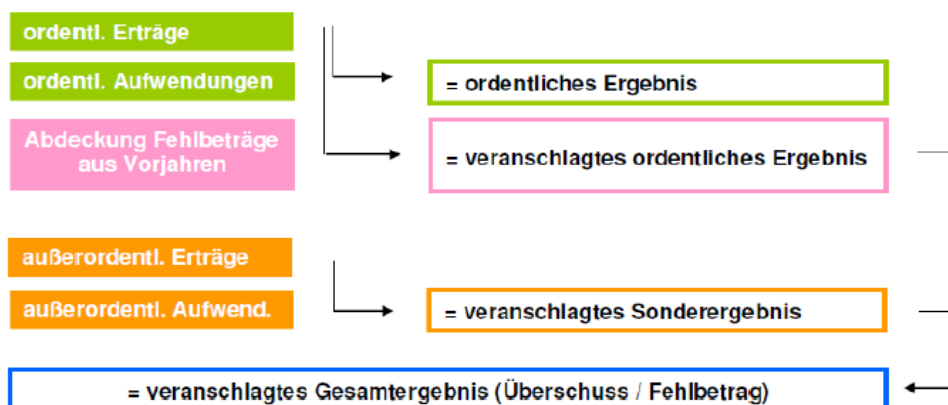 ordentl. Erträge
ordentl. Aufwendungen
= ordentliches Ergebnis
Abdeckung Fehlbeträge
aus Vorjahren
= veranschlagtes ordentliches Ergebnis
außerordentl. Erträge
außerordentl. Aufwend.
= veranschlagtes Sonderergebnis
= veranschlagtes Gesamtergebnis (Überschuss / Fehlbetrag)